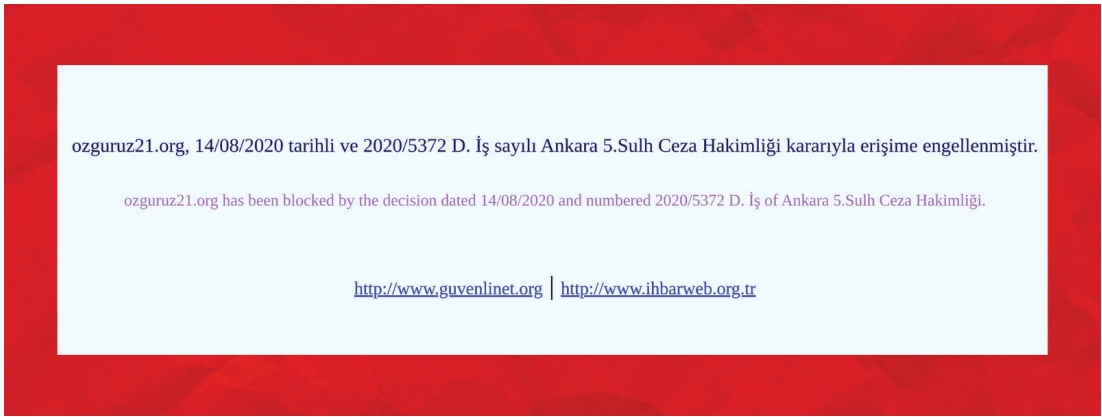 ozguruz21.org, 14/08/2020 tarihli ve 2020/5372 D. İş sayılı Ankara 5.Sulh Ceza Hakimliği kararıyla erişime engellenmiştir.
ozguruz21.org has been blocked by the decision dated 14/08/2020 and numbered 2020/5372 D. İş of Ankara 5.Sulh Ceza Hakimliği.
http://www.guvenlinet.org | http://www.ihbarweb.org.tr